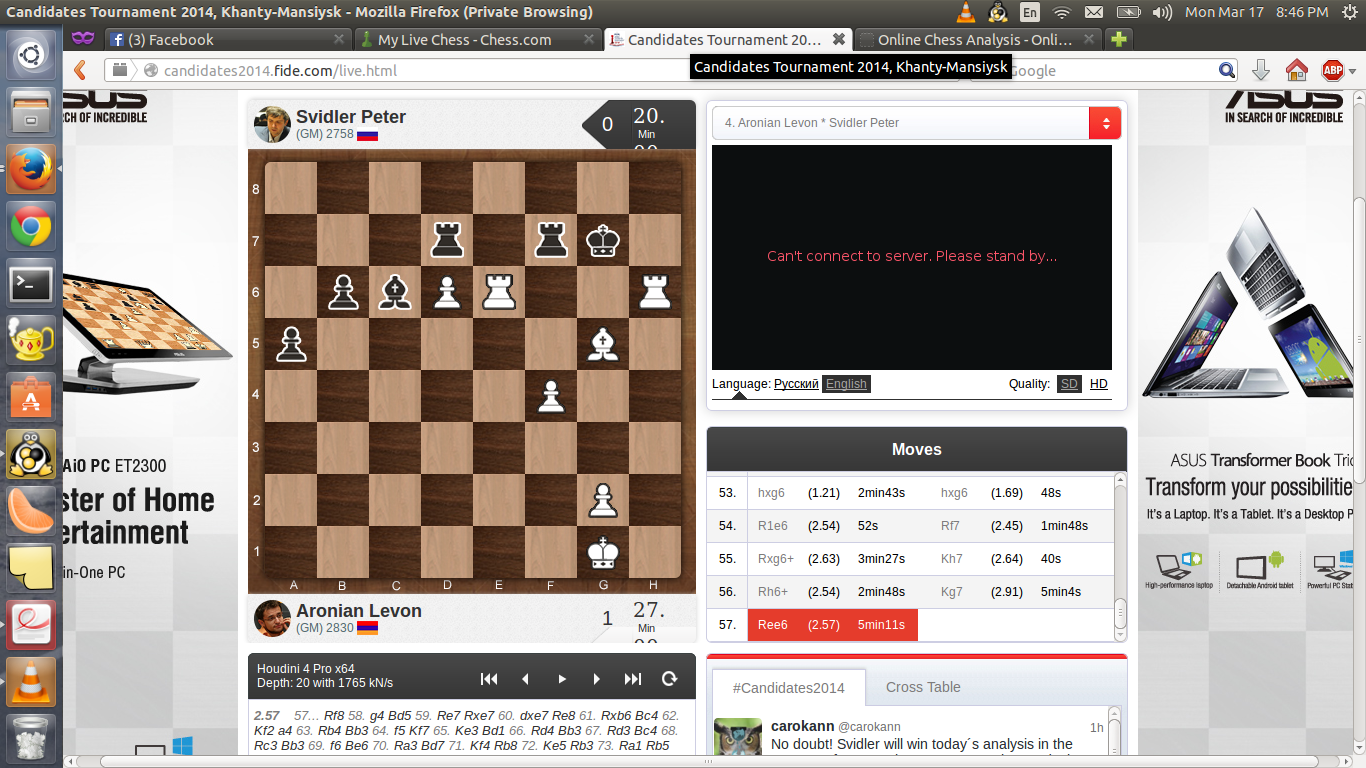 Candidates Tournament 2014, Khanty-Mansiysk - Mozilla Firefox (Private Browsing)
En
Mon Mar 17 8:46 PM
(3) Facebook
My Live Chess - Chess.com
Candidates Tournament 20...
Online Chess Analysis - Onli...
candidates2014.fide.com/live.html
Google
ABP
Candidates Tournament 2014, Khanty-Mansiysk
ASUS
SEARCH OF INCREDIBLE
AiO PC ET2300
ster of Home
ertainment
-in-One PC
Svidler Peter
(GM) 2758
0
20.
Min
8
7
6
5
4
3
2
1
A B C D E F G H
Aronian Levon
(GM) 2830
1
27.
Min
Houdini 4 Pro x64
Depth: 20 with 1765 kN/s
2.57 57... Rf8 58. g4 Bd5 59. Re7 Rxe7 60. dxe7 Re8 61. Rxb6 Bc4 62.
Kf2 a4 63. Rb4 Bb3 64. f5 Kf7 65. Ke3 Bd1 66. Rd4 Bb3 67. Rd3 Bc4 68.
Rc3 Bb3 69. f6 Be6 70. Ra3 Bd7 71. Kf4 Rb8 72. Ke5 Rb3 73. Ra1 Rb5
4. Aronian Levon * Svidler Peter
Can't connect to server. Please stand by...
Language: Русский English
Quality: SD HD
Moves
53. hxg6 (1.21) 2min43s hxg6 (1.69) 48s
54. R1e6 (2.54) 52s Rf7 (2.45) 1min48s
55. Rxg6+ (2.63) 3min27s Kh7 (2.64) 40s
56. Rh6+ (2.54) 2min48s Kg7 (2.91) 5min4s
57. Ree6 (2.57) 5min11s
#Candidates2014
Cross Table
carokann @carokann
1h
No doubt! Svidler will win today´s analysis in the
ASUS
IN SEARCH OF INCREDIBLE
ASUS Transformer Book Tri
Transform your possibilitie
It's a Laptop. It's a Tablet. It's a Desktop P
High-performance laptop
Detachable Android tablet
Powerful PC Stat